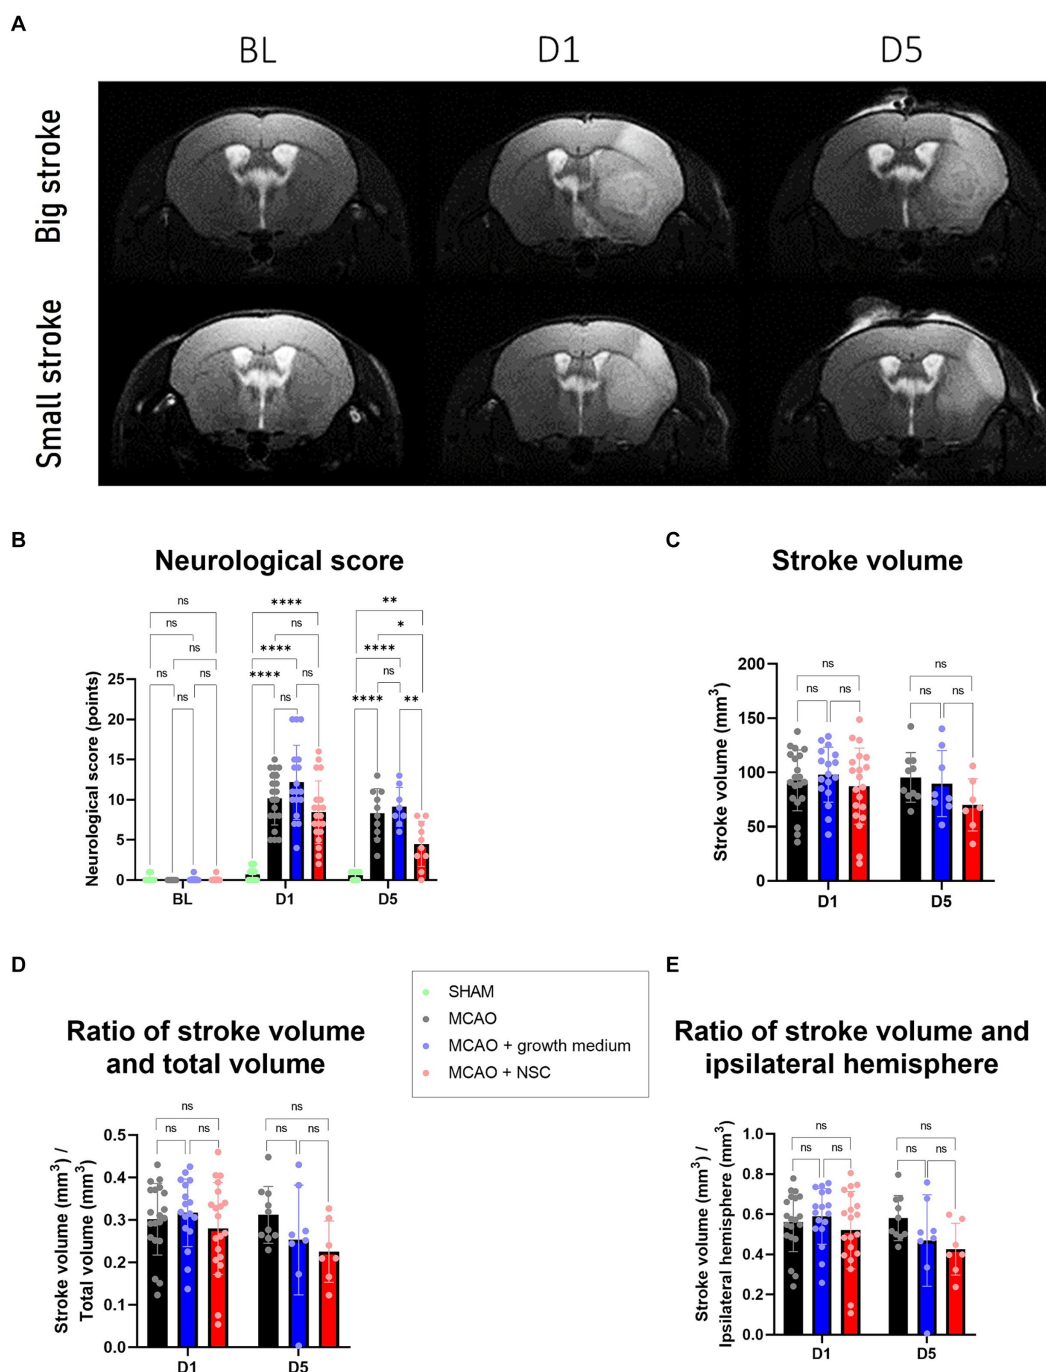 A
BL
D1
D5
Big stroke
Small stroke
B
Neurological score
ns
ns
ns
ns
ns
ns
****
ns
****
****
ns
ns
**
*
****
ns
****
**
Neurological score (points)
25
20
15
10
5
0
BL
D1
D5
C
Stroke volume
ns
ns
ns
ns
ns
ns
Stroke volume (mm³)
200
150
100
50
0
D1
D5
D
Ratio of stroke volume
and total volume
ns
ns
ns
ns
ns
ns
Stroke volume (mm³) /
Total volume (mm³)
0.5
0.4
0.3
0.2
0.1
0.0
D1
D5
SHAM
MCAO
MCAO + growth medium
MCAO + NSC
E
Ratio of stroke volume and
ipsilateral hemisphere
ns
ns
ns
ns
ns
ns
Stroke volume (mm³) /
Ipsilateral hemisphere (mm³)
1.0
0.8
0.6
0.4
0.2
0.0
D1
D5